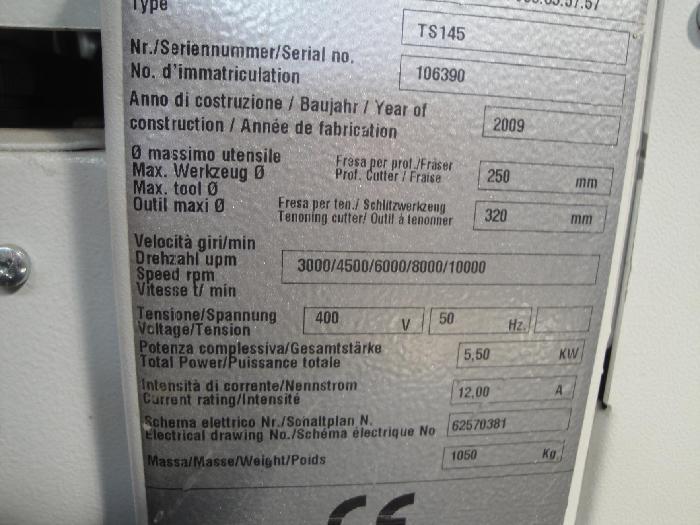 Type
TS145
Nr./Seriennummer/Serial no.
No. d'immatriculation
106390
Anno di costruzione / Baujahr / Year of
construction / Année de fabrication
2009
Ø massimo utensile
Max. Werkzeug Ø
Max. tool Ø
Outil maxi Ø
Fresa per prof./Fräser
Prof. Cutter / Fraise
250 mm
Fresa per ten./ Schlitzwerkzeug
Tenoning cutter/ Outil à tenonner
320 mm
Velocità giri/min
Drehzahl upm
Speed rpm
Vitesse t/ min
3000/4500/6000/8000/10000
Tensione/Spannung
Voltage/Tension
400 V
50 Hz.
Potenza complessiva/Gesamtstärke
Total Power/Puissance totale
5,50 KW
Intensità di corrente/Nennstrom
Current rating/Intensité
12,00 A
Schema elettrico Nr./Sonaltplan N.
Electrical drawing No./Schéma électrique No
62570381
Massa/Masse/Weight/Poids
1050 Kg
CE